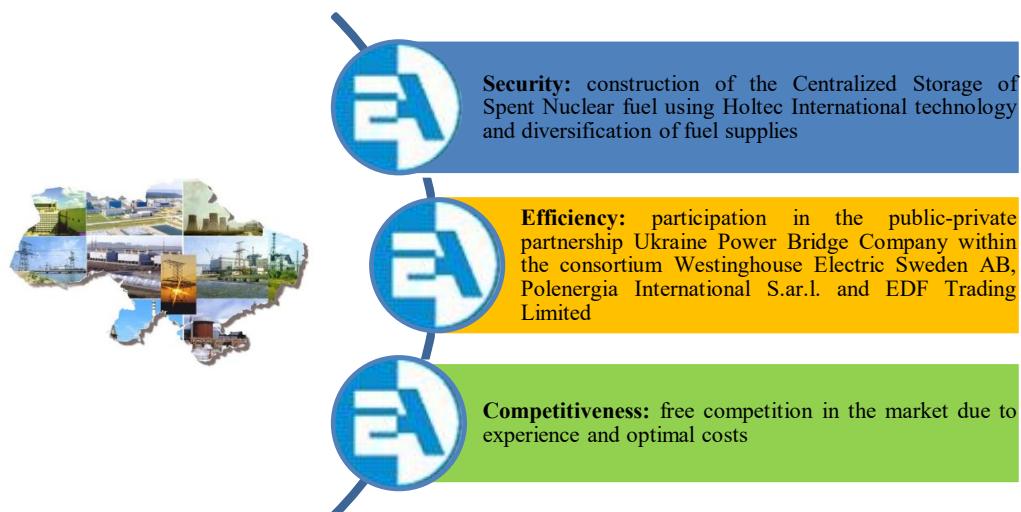 Security: construction of the Centralized Storage of
Spent Nuclear fuel using Holtec International technology
and diversification of fuel supplies
Efficiency: participation in the public-private
partnership Ukraine Power Bridge Company within
the consortium Westinghouse Electric Sweden AB,
Polenergia International S.ar.l. and EDF Trading
Limited
Competitiveness: free competition in the market due to
experience and optimal costs